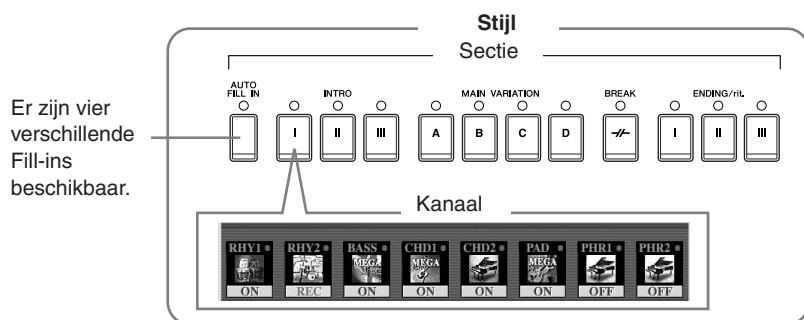 Stijl
Sectie
AUTO
FILL IN
INTRO
MAIN VARIATION
BREAK
ENDING/rit.
I II III A B C D I II III
Er zijn vier
verschillende
Fill-ins
beschikbaar.
Kanaal
RHY1 RHY2 BASS CHD1 CHD2 PAD PHR1 PHR2
MEGA MEGA MEGA
ON REC ON ON ON ON OFF OFF